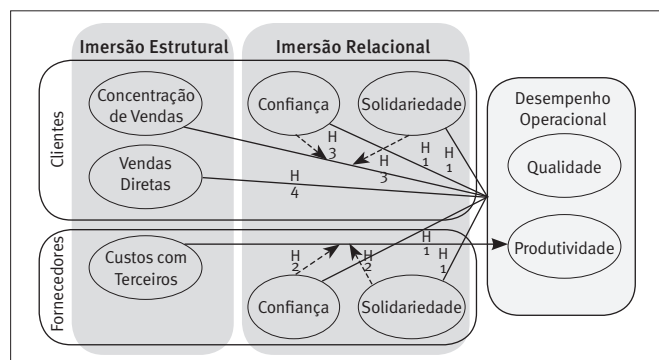 Imersão Estrutural
Imersão Relacional
Clientes
Concentração
de Vendas
Confiança
Solidariedade
Desempenho
Operacional
H
3
H
3
H
1
H
1
Vendas
Diretas
H
4
Qualidade
Fornecedores
Custos com
Terceiros
H
2
H
2
H
1
H
1
Produtividade
Confiança
Solidariedade